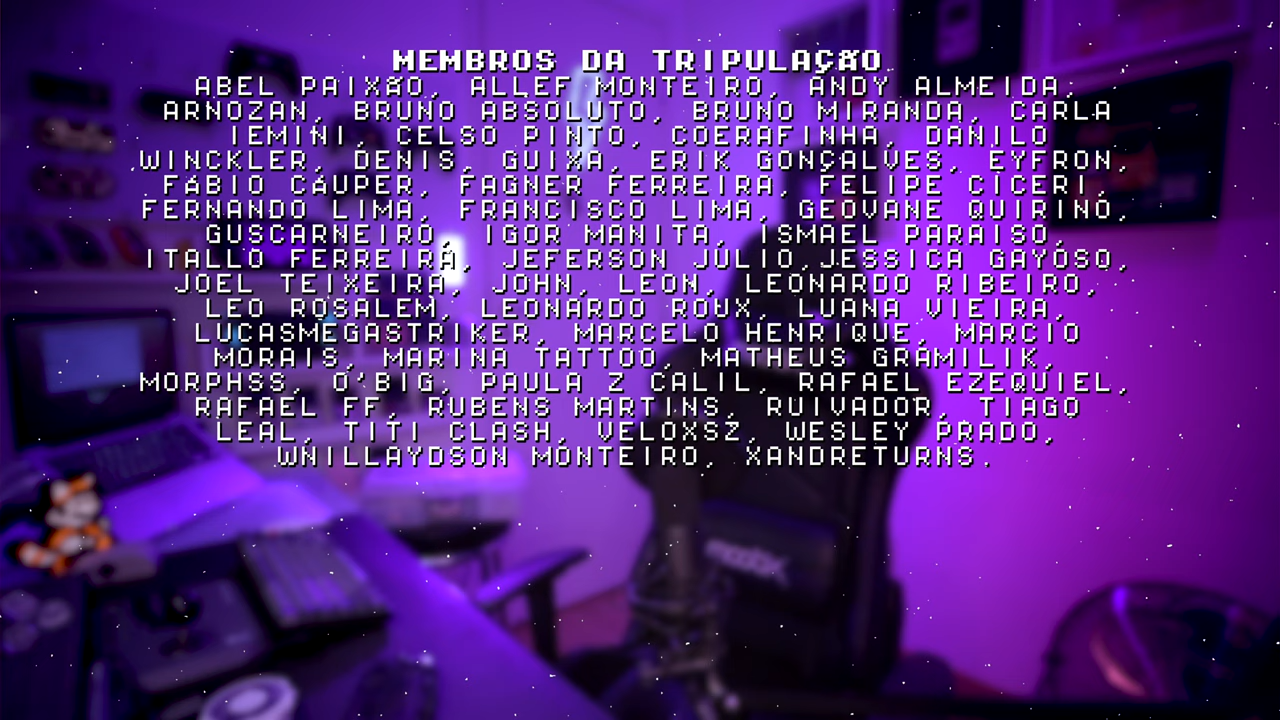 MEMBROS DA TRIPULAÇÃO
ABEL PAIXÃO, ALLEF MONTEIRO, ANDY ALMEIDA,
ARNOZAN, BRUNO ABSOLUTO, BRUNO MIRANDA, CARLA
IEMINI, CELSO PINTO, COERAFINHA, DANILO
WINCKLER, DENIS, GUIXA, ERIK GONÇALVES, EYFRON,
FÁBIO CÁUPER, FAGNER FERREIRA, FELIPE CICERI,
FERNANDO LIMA, FRANCISCO LIMA, GEOVANE QUIRINO,
GUSCARNEIRO, IGOR MANITA, ISMAEL PARAISO,
ITALLO FERREIRA, JEFERSON JÚLIO,JESSICA GAYOSO,
JOEL TEIXEIRA, JOHN, LEON, LEONARDO RIBEIRO,
LEO ROSALEM, LEONARDO ROUX, LUANA VIEIRA,
LUCASMEGASTRIKER, MARCELO HENRIQUE, MARCIO
MORAIS, MARINA TATTOO, MATHEUS GRAMILIK,
MORPHSS, O'BIG, PAULA Z CALIL, RAFAEL EZEQUIEL,
RAFAEL FF, RUBENS MARTINS, RUIVADOR, TIAGO
LEAL, TITI CLASH, VELOXSZ, WESLEY PRADO,
WNILLAYDSON MONTEIRO, XANDRETURNS.